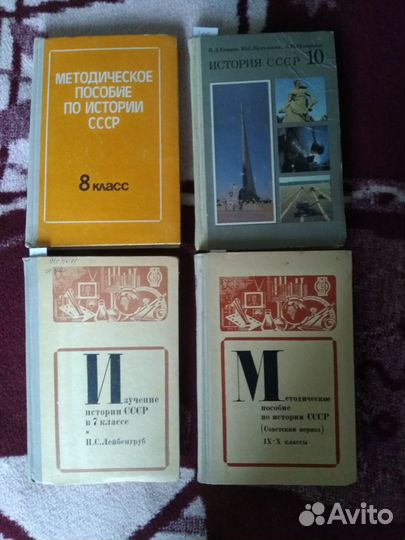 МЕТОДИЧЕСКОЕ
ПОСОБИЕ
ПО ИСТОРИИ
СССР
8 КЛАСС
ИСТОРИЯ СССР 10
Изучение
истории СССР
в 7 классе
П.С.Лейбенгруб
Методическое
пособие
по истории СССР
(Советский период)
IX-X классы
Avito